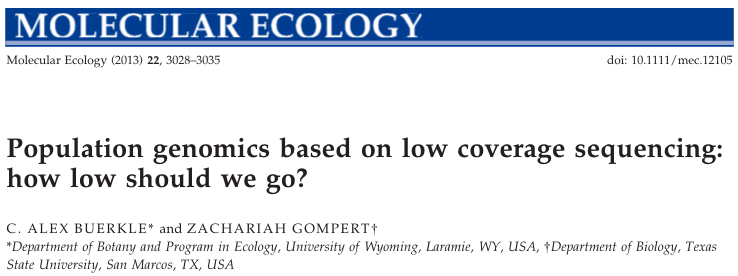 MOLECULAR ECOLOGY
Molecular Ecology (2013) 22, 3028–3035
doi: 10.1111/mec.12105
Population genomics based on low coverage sequencing:
how low should we go?
C. ALEX BUERKLE* and ZACHARIAH GOMPERT†
*Department of Botany and Program in Ecology, University of Wyoming, Laramie, WY, USA, †Department of Biology, Texas
State University, San Marcos, TX, USA